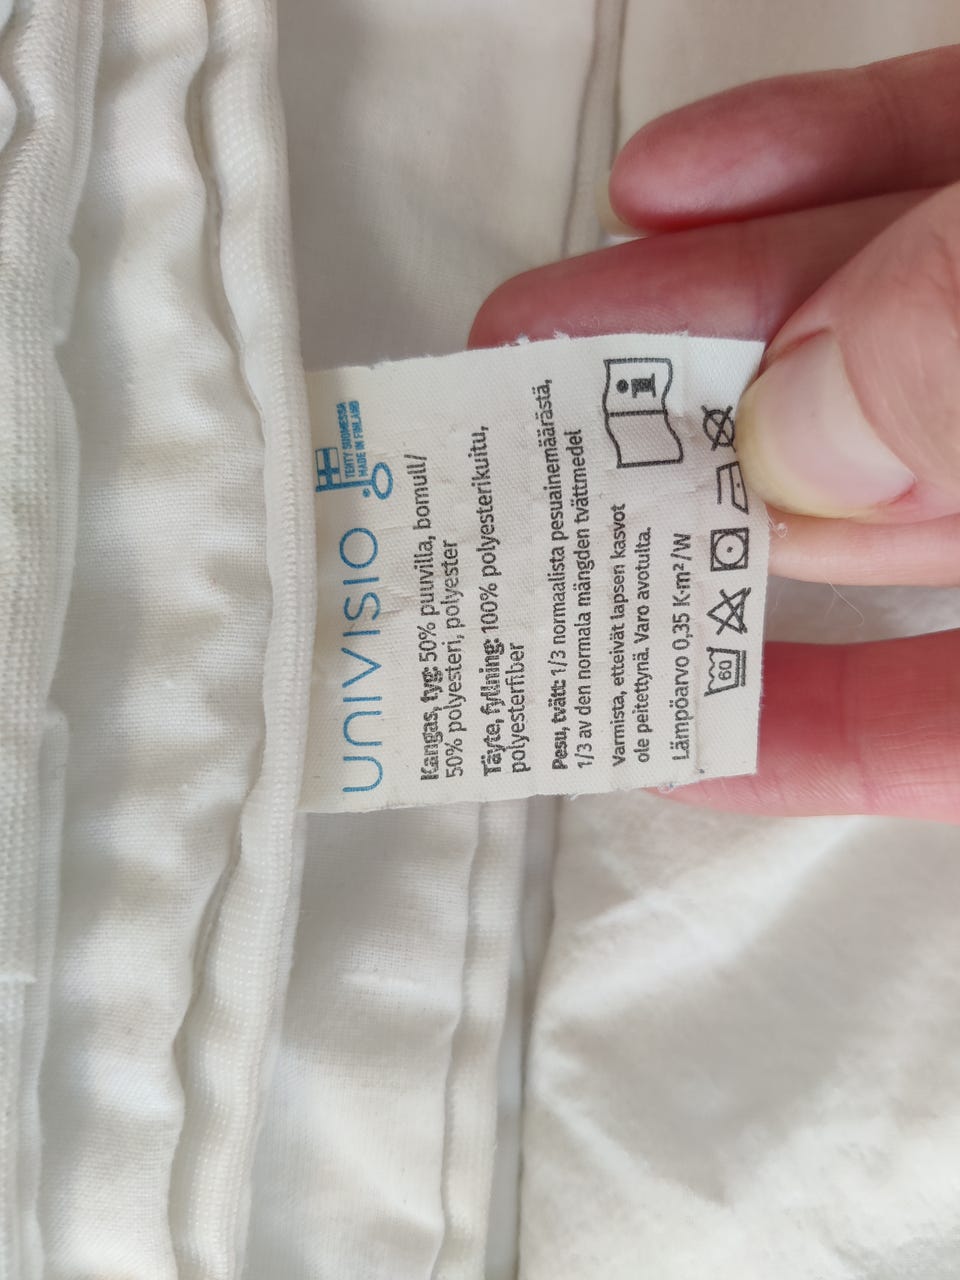 UNIVISIO
TEHTY SUOMESSA
MADE IN FINLAND
Kangas, tyg: 50% puuvilla, bomull/
50% polyesteri, polyester
Täyte, fyllning: 100% polyesterikuitu,
polyesterfiber
Pesu, tvätt: 1/3 normaalista pesuainemäärästä,
1/3 av den normala mängden tvättmedel
Varmista, etteivät lapsen kasvot
ole peitettynä. Varo avotulta.
Lämpöarvo 0,35 K·m²/W
60